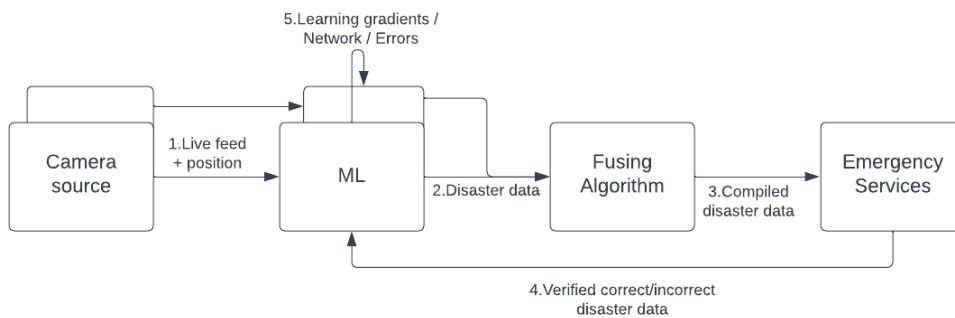 5.Learning gradients /
Network / Errors
1.Live feed
+ position
Camera
source
ML
2.Disaster data
Fusing
Algorithm
3.Compiled
disaster data
Emergency
Services
4.Verified correct/incorrect
disaster data